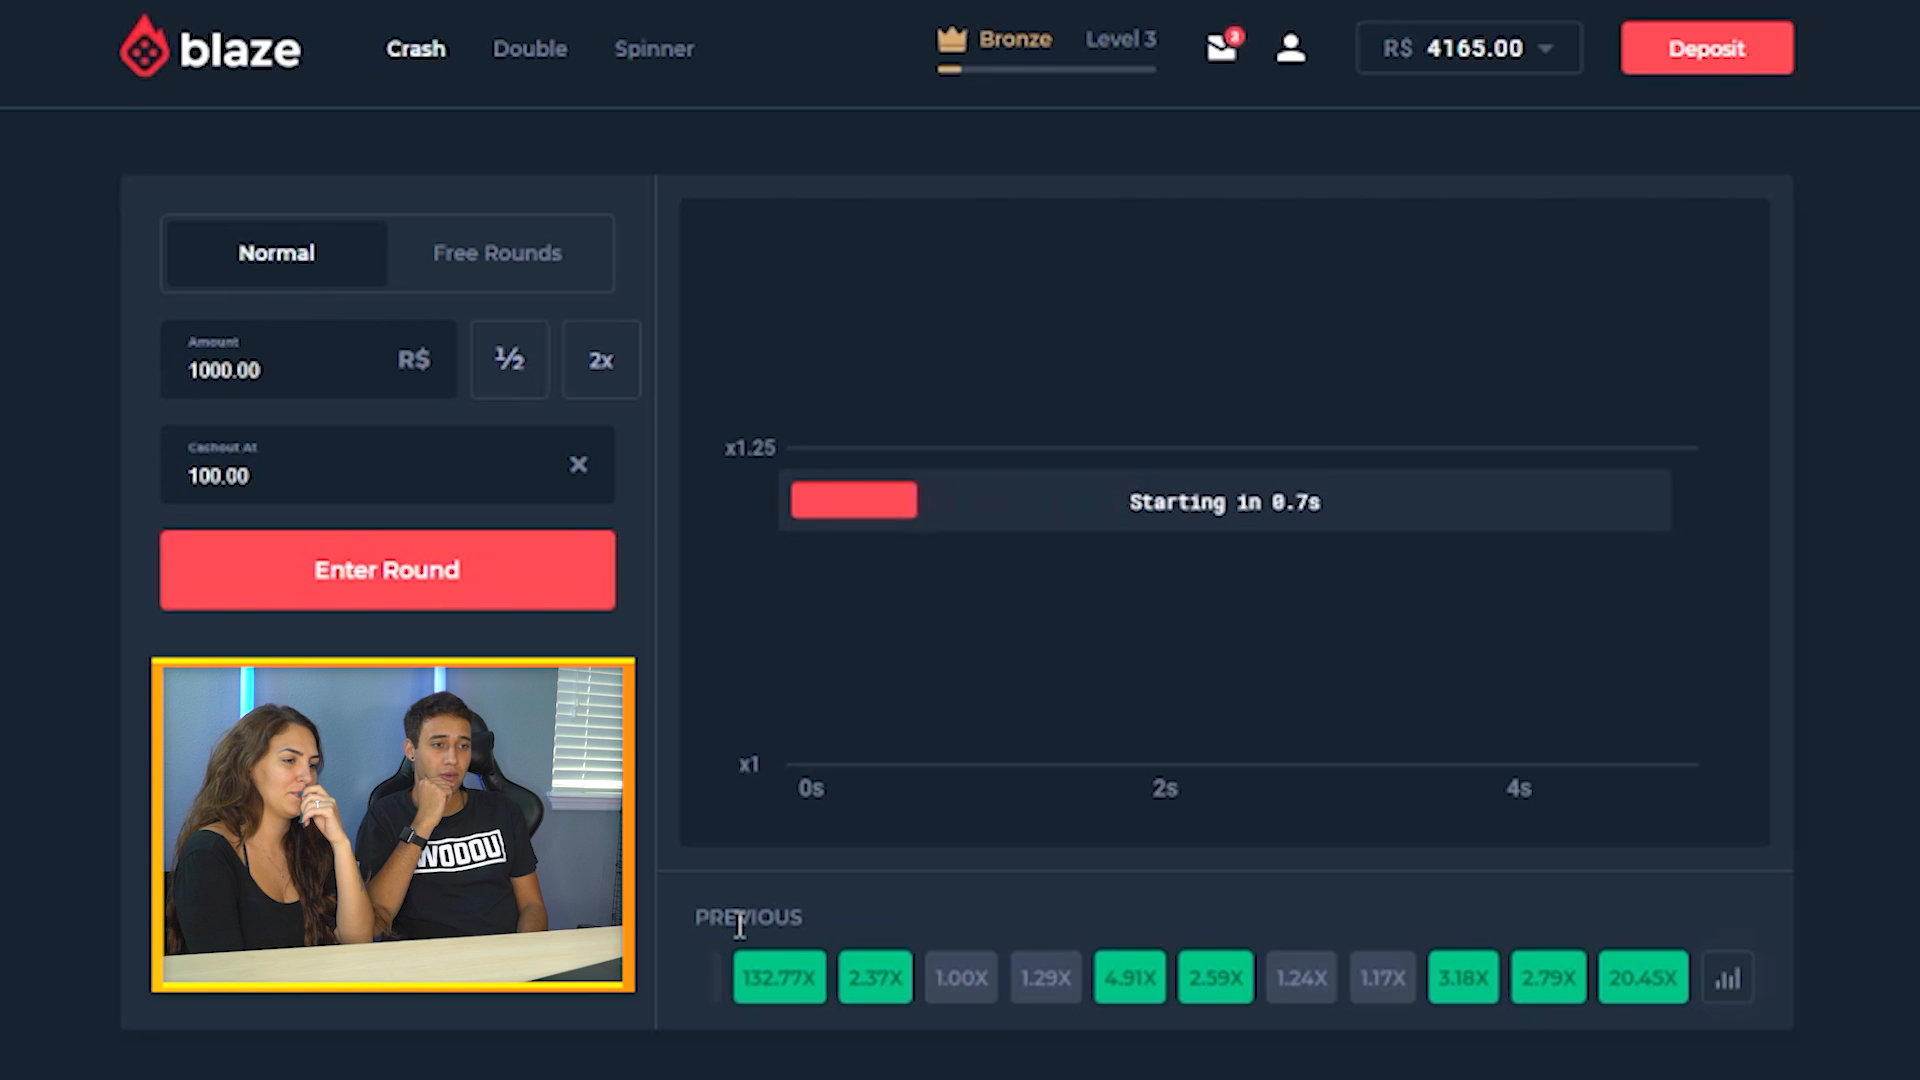 blaze
Crash
Double
Spinner
Bronze
Level 3
3
R$ 4165.00
Deposit
Normal
Free Rounds
Amount
1000.00
R$
½
2x
Cashout At
100.00
Enter Round
x1.25
Starting in 0.7s
x1
0s
2s
4s
WODOU
PREVIOUS
132.77X
2.37X
1.00X
1.29X
4.91X
2.59X
1.24X
1.17X
3.18X
2.79X
20.45X